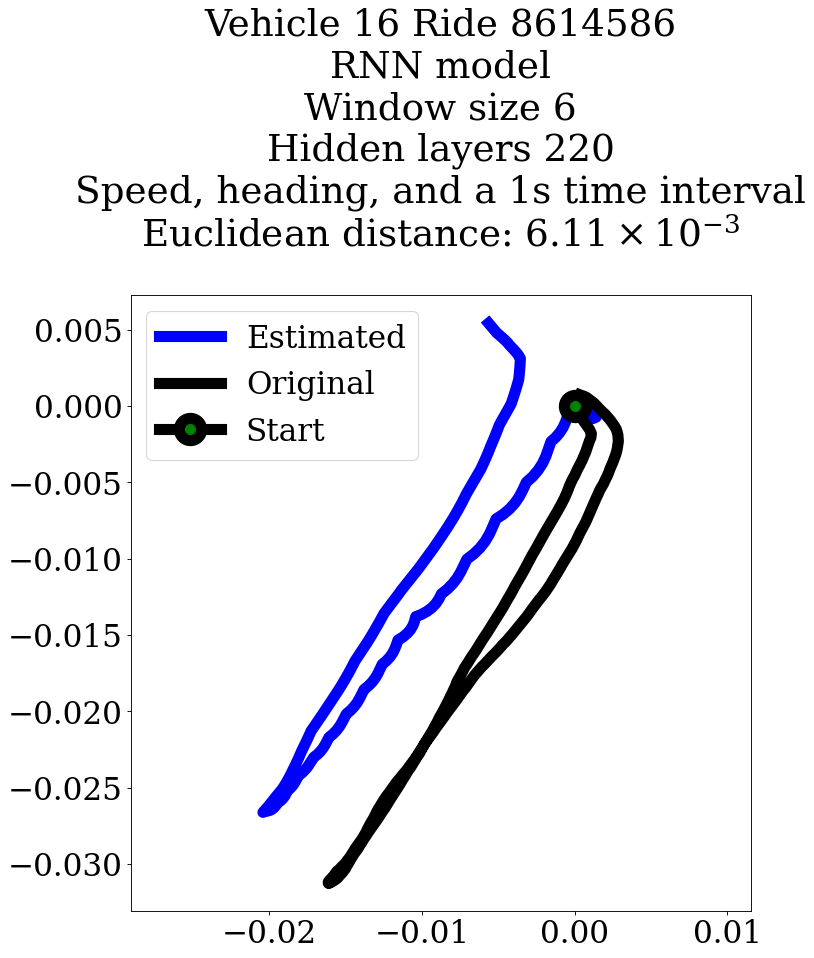 Vehicle 16 Ride 8614586
RNN model
Window size 6
Hidden layers 220
Speed, heading, and a 1s time interval
Euclidean distance: 6.11 × 10⁻³
Estimated
Original
Start
0.005
0.000
−0.005
−0.010
−0.015
−0.020
−0.025
−0.030
−0.02 −0.01 0.00 0.01